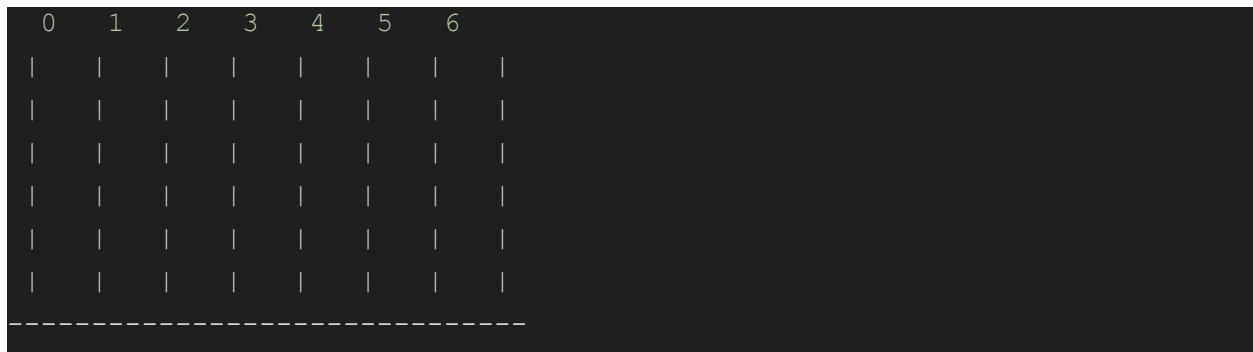 0   1   2   3   4   5   6
 |   |   |   |   |   |   |   |
 |   |   |   |   |   |   |   |
 |   |   |   |   |   |   |   |
 |   |   |   |   |   |   |   |
 |   |   |   |   |   |   |   |
 |   |   |   |   |   |   |   |
-------------------------------